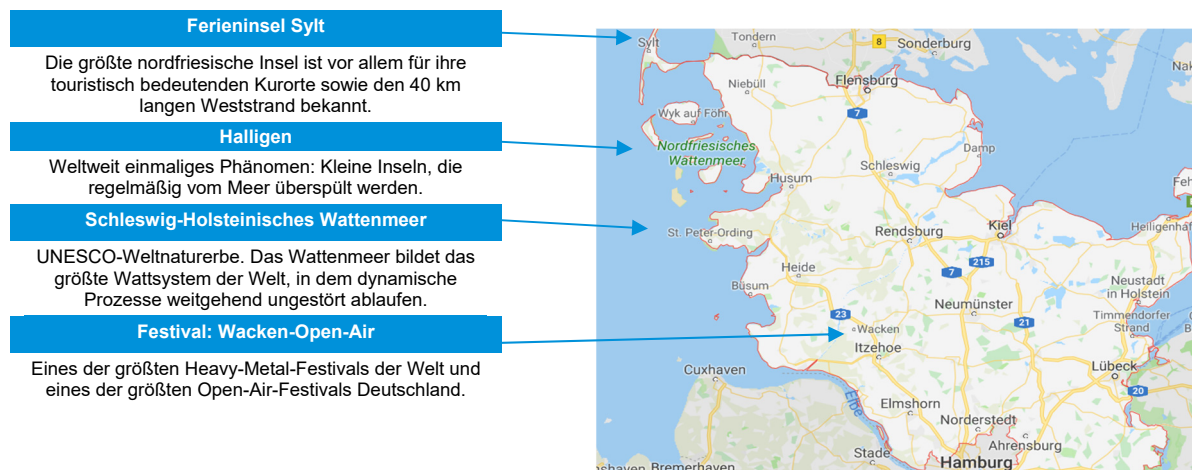 Ferieninsel Sylt
Die größte nordfriesische Insel ist vor allem für ihre
touristisch bedeutenden Kurorte sowie den 40 km
langen Weststrand bekannt.
Halligen
Weltweit einmaliges Phänomen: Kleine Inseln, die
regelmäßig vom Meer überspült werden.
Schleswig-Holsteinisches Wattenmeer
UNESCO-Weltnaturerbe. Das Wattenmeer bildet das
größte Wattsystem der Welt, in dem dynamische
Prozesse weitgehend ungestört ablaufen.
Festival: Wacken-Open-Air
Eines der größten Heavy-Metal-Festivals der Welt und
eines der größten Open-Air-Festivals Deutschland.
Sylt
Tondern
8
Sonderburg
Niebüll
Flensburg
Wyk auf Föhr
7
Nordfriesisches
Wattenmeer
Damp
Schleswig
Husum
St. Peter-Ording
Rendsburg
Kiel
215
Heide
7
Büsum
Neustadt
in Holstein
Neumünster
23
21
Timmendorfer
Strand
Wacken
Itzehoe
Lübeck
Cuxhaven
20
Elbe
Elmshorn
Norderstedt
Ahrensburg
Stade
Hamburg
Bremerhaven